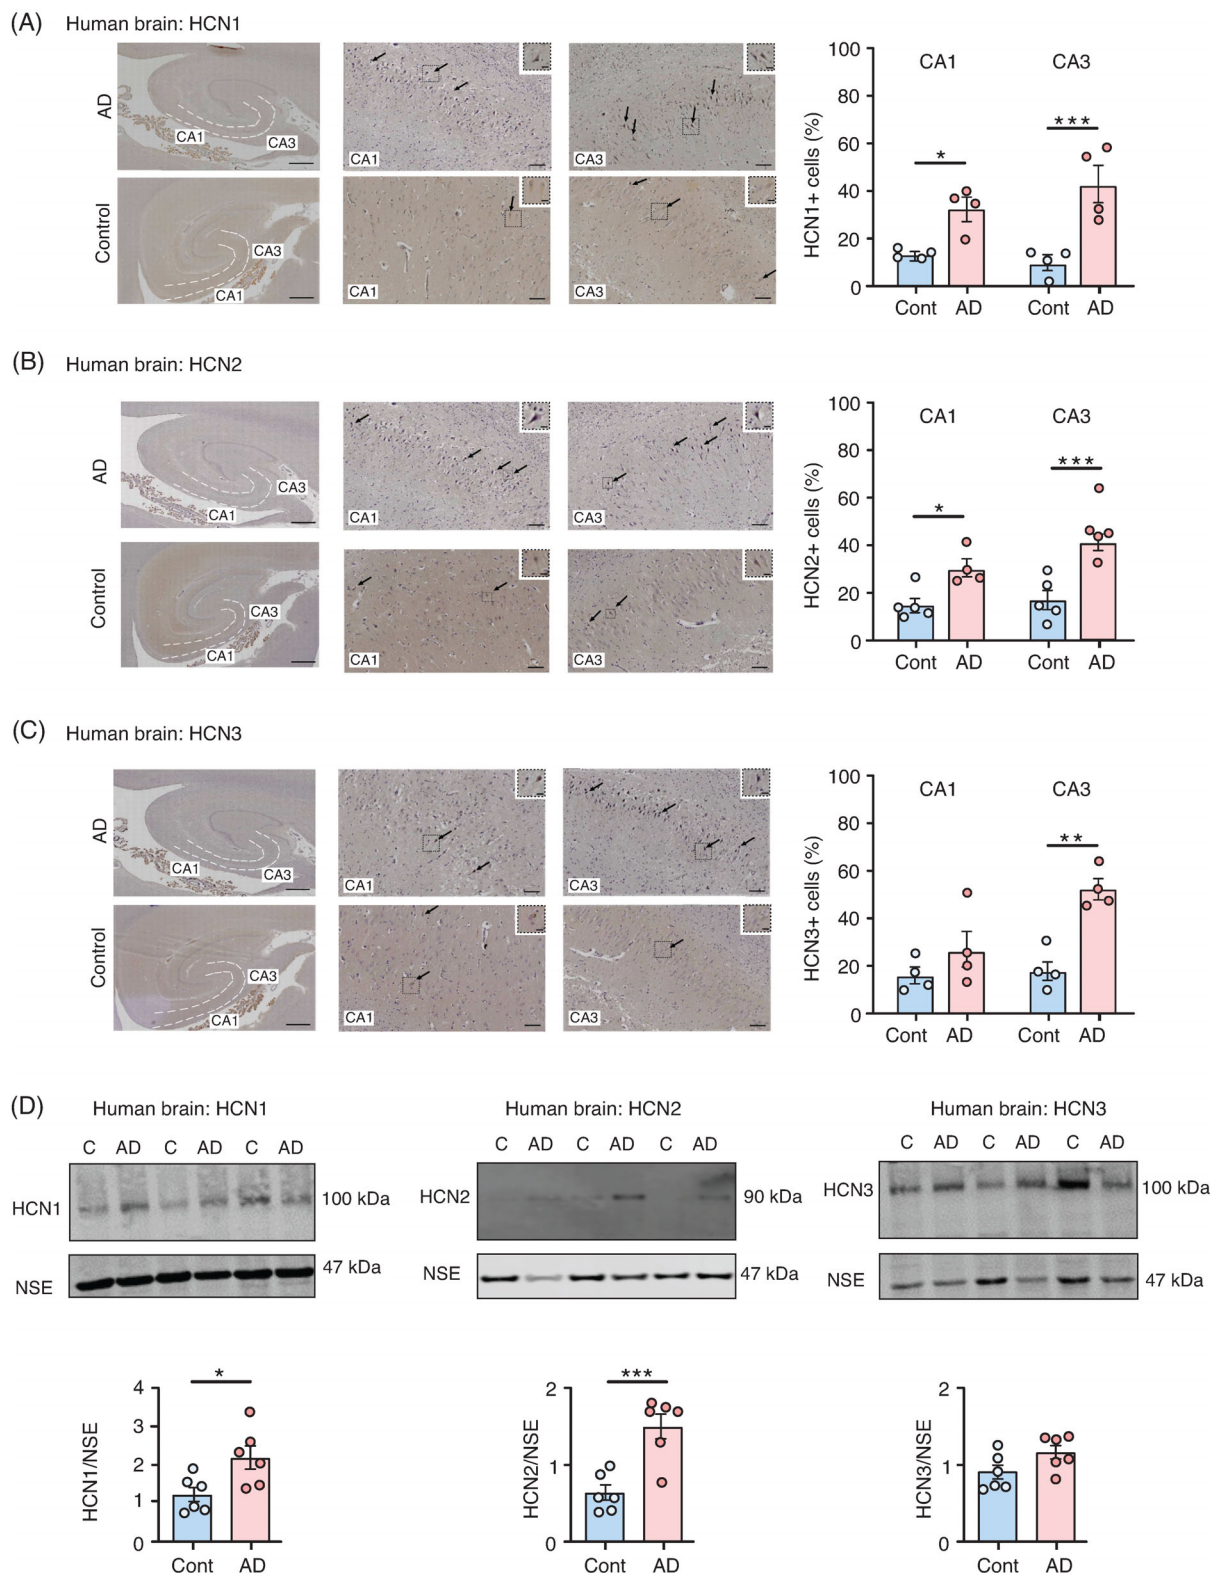 (A) Human brain: HCN1
AD
CA1
CA3
CA1
CA3
Control
CA3
CA1
CA1
CA3
HCN1+ cells (%)
100
80
60
40
20
0
CA1
CA3
*
***
Cont
AD
Cont
AD
(B) Human brain: HCN2
AD
CA3
CA1
CA1
CA3
Control
CA3
CA1
CA1
CA3
HCN2+ cells (%)
100
80
60
40
20
0
CA1
CA3
*
***
Cont
AD
Cont
AD
(C) Human brain: HCN3
AD
CA1
CA3
CA1
CA3
Control
CA3
CA1
CA1
CA3
HCN3+ cells (%)
100
80
60
40
20
0
CA1
CA3
**
Cont
AD
Cont
AD
(D)
Human brain: HCN1
C AD C AD C AD
HCN1
100 kDa
NSE
47 kDa
Human brain: HCN2
C AD C AD C AD
HCN2
90 kDa
NSE
47 kDa
Human brain: HCN3
C AD C AD C AD
HCN3
100 kDa
NSE
47 kDa
HCN1/NSE
4
3
2
1
0
*
Cont
AD
HCN2/NSE
2
1
0
***
Cont
AD
HCN3/NSE
2
1
0
Cont
AD